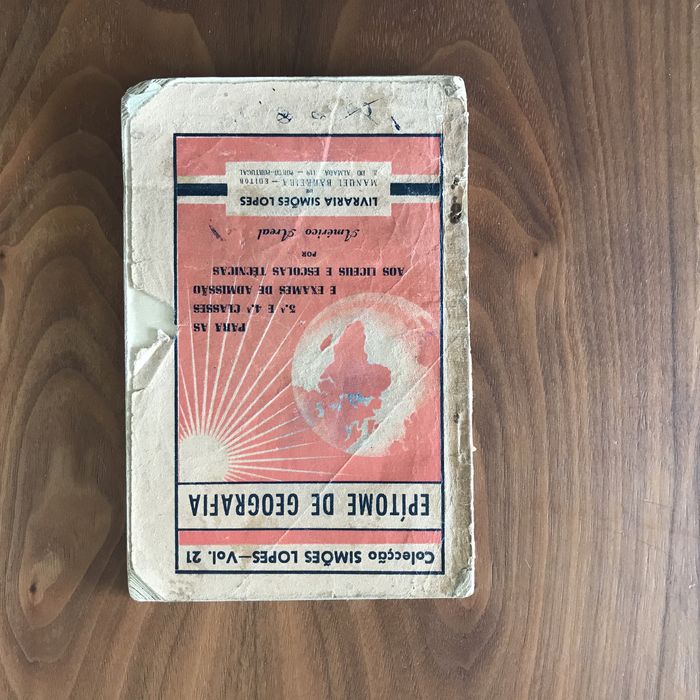 Colecção SIMÕES LOPES—Vol. 21
EPÍTOME DE GEOGRAFIA
PARA AS
3.ª E 4.ª CLASSES
E EXAMES DE ADMISSÃO
AOS LICEUS E ESCOLAS TÉCNICAS
POR
Américo Areal
LIVRARIA SIMÕES LOPES
DE
MANUEL BARREIRA — EDITOR
R. DO ALMADA, 119 — PORTO-PORTUGAL